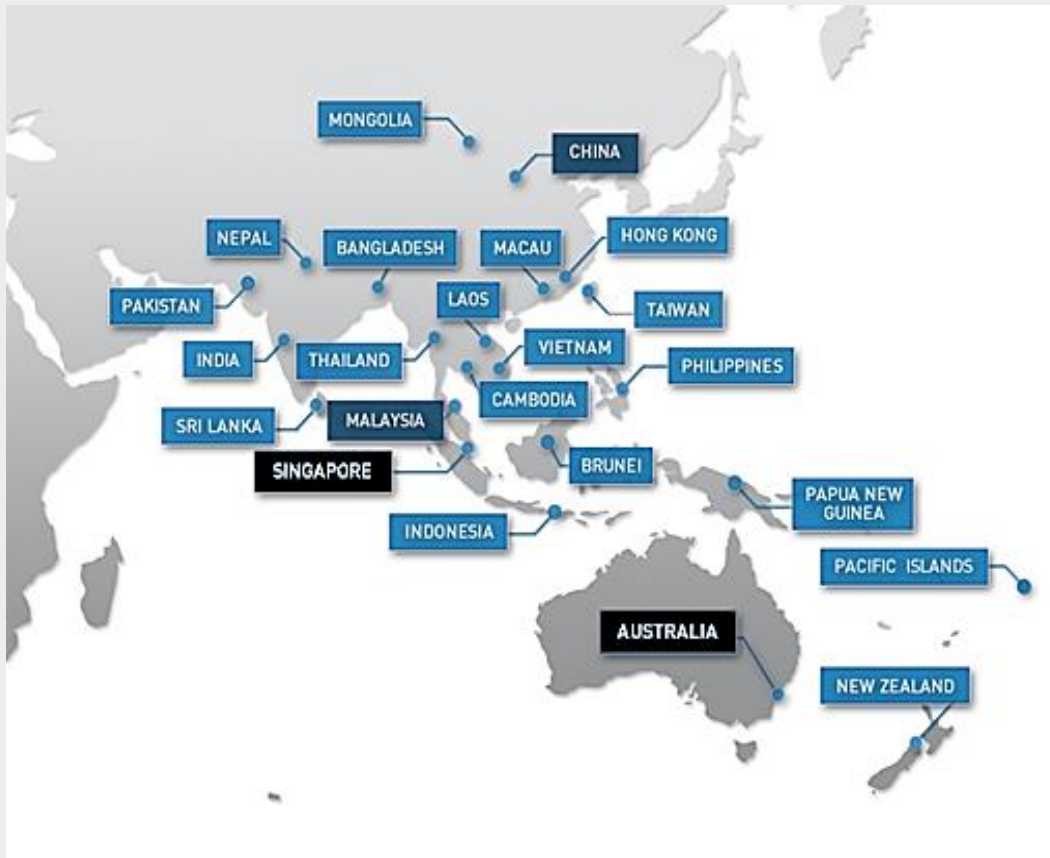 MONGOLIA
CHINA
NEPAL
BANGLADESH
MACAU
HONG KONG
PAKISTAN
LAOS
TAIWAN
INDIA
THAILAND
VIETNAM
PHILIPPINES
SRI LANKA
MALAYSIA
CAMBODIA
SINGAPORE
BRUNEI
PAPUA NEW
GUINEA
INDONESIA
PACIFIC ISLANDS
AUSTRALIA
NEW ZEALAND